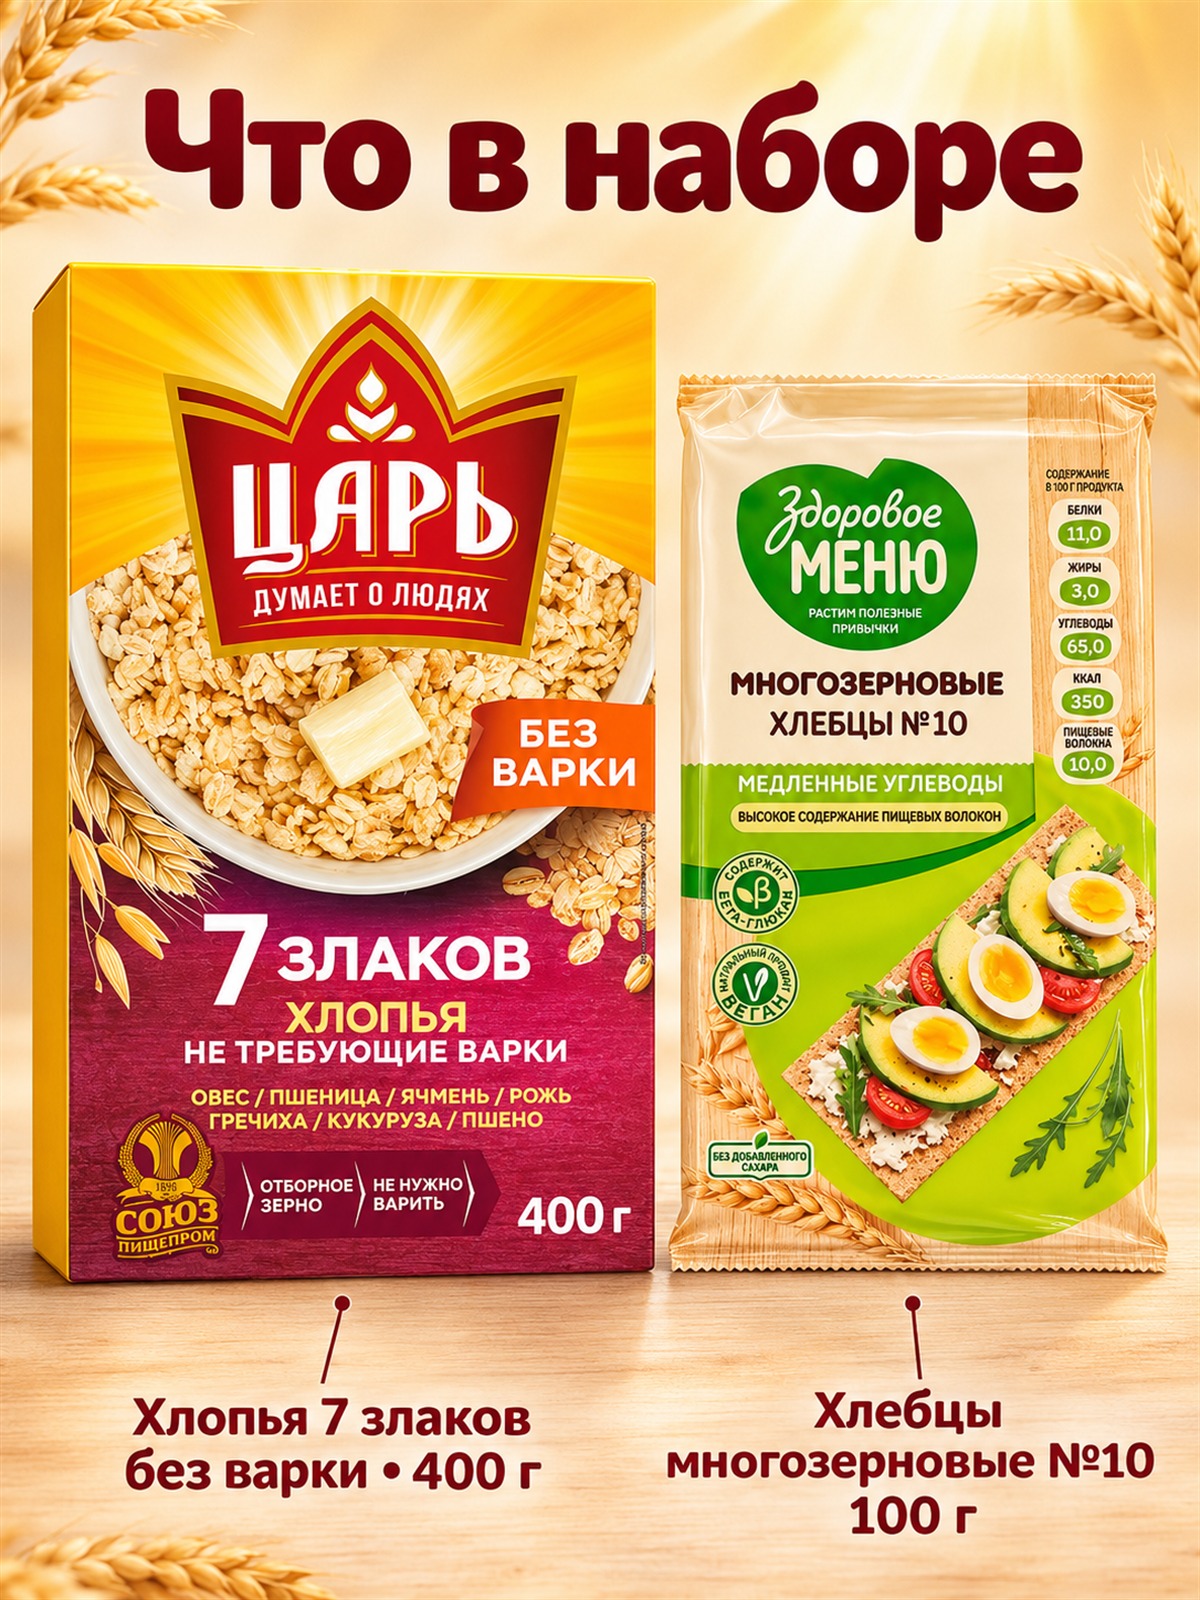 Что в наборе
ЦАРЬ
ДУМАЕТ О ЛЮДЯХ
БЕЗ
ВАРКИ
7 ЗЛАКОВ
ХЛОПЬЯ
НЕ ТРЕБУЮЩИЕ ВАРКИ
ОВЕС / ПШЕНИЦА / ЯЧМЕНЬ / РОЖЬ
ГРЕЧИХА / КУКУРУЗА / ПШЕНО
СОЮЗ
ПИЩЕПРОМ
ОТБОРНОЕ
ЗЕРНО
НЕ НУЖНО
ВАРИТЬ
400 г
Здоровое
МЕНЮ
РАСТИМ ПОЛЕЗНЫЕ
ПРИВЫЧКИ
СОДЕРЖАНИЕ
В 100 Г ПРОДУКТА
БЕЛКИ
11,0
ЖИРЫ
3,0
УГЛЕВОДЫ
65,0
ККАЛ
350
ПИЩЕВЫЕ
ВОЛОКНА
10,0
МНОГОЗЕРНОВЫЕ
ХЛЕБЦЫ №10
МЕДЛЕННЫЕ УГЛЕВОДЫ
ВЫСОКОЕ СОДЕРЖАНИЕ ПИЩЕВЫХ ВОЛОКОН
СОДЕРЖИТ
β
БЕТА-ГЛЮКАН
НАТУРАЛЬНЫЙ ПРОДУКТ
ВЕГАН
БЕЗ ДОБАВЛЕННОГО
САХАРА
Хлопья 7 злаков
без варки • 400 г
Хлебцы
многозерновые №10
100 г